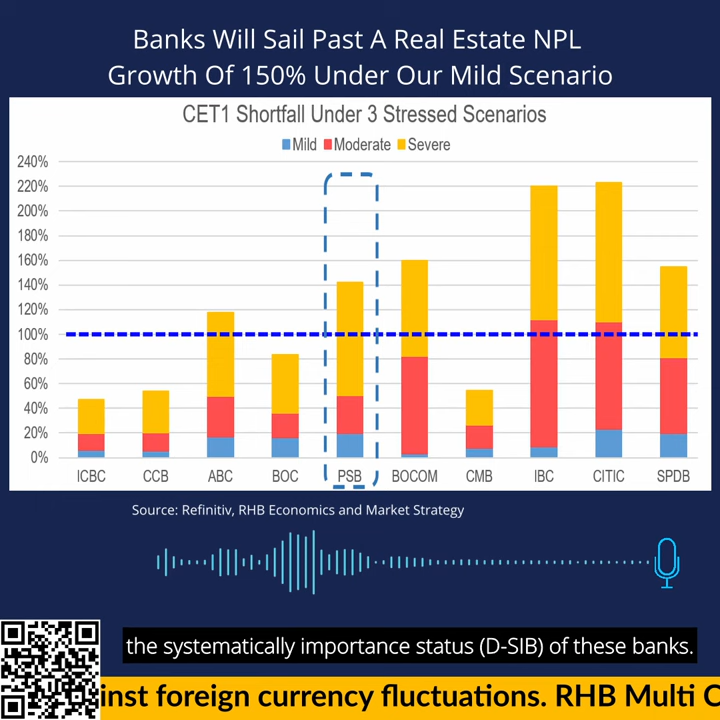 Banks Will Sail Past A Real Estate NPL
Growth Of 150% Under Our Mild Scenario
CET1 Shortfall Under 3 Stressed Scenarios
Mild Moderate Severe
240%
220%
200%
180%
160%
140%
120%
100%
80%
60%
40%
20%
0%
ICBC CCB ABC BOC PSB BOCOM CMB IBC CITIC SPDB
Source: Refinitiv, RHB Economics and Market Strategy
the systematically importance status (D-SIB) of these banks.
inst foreign currency fluctuations. RHB Multi C